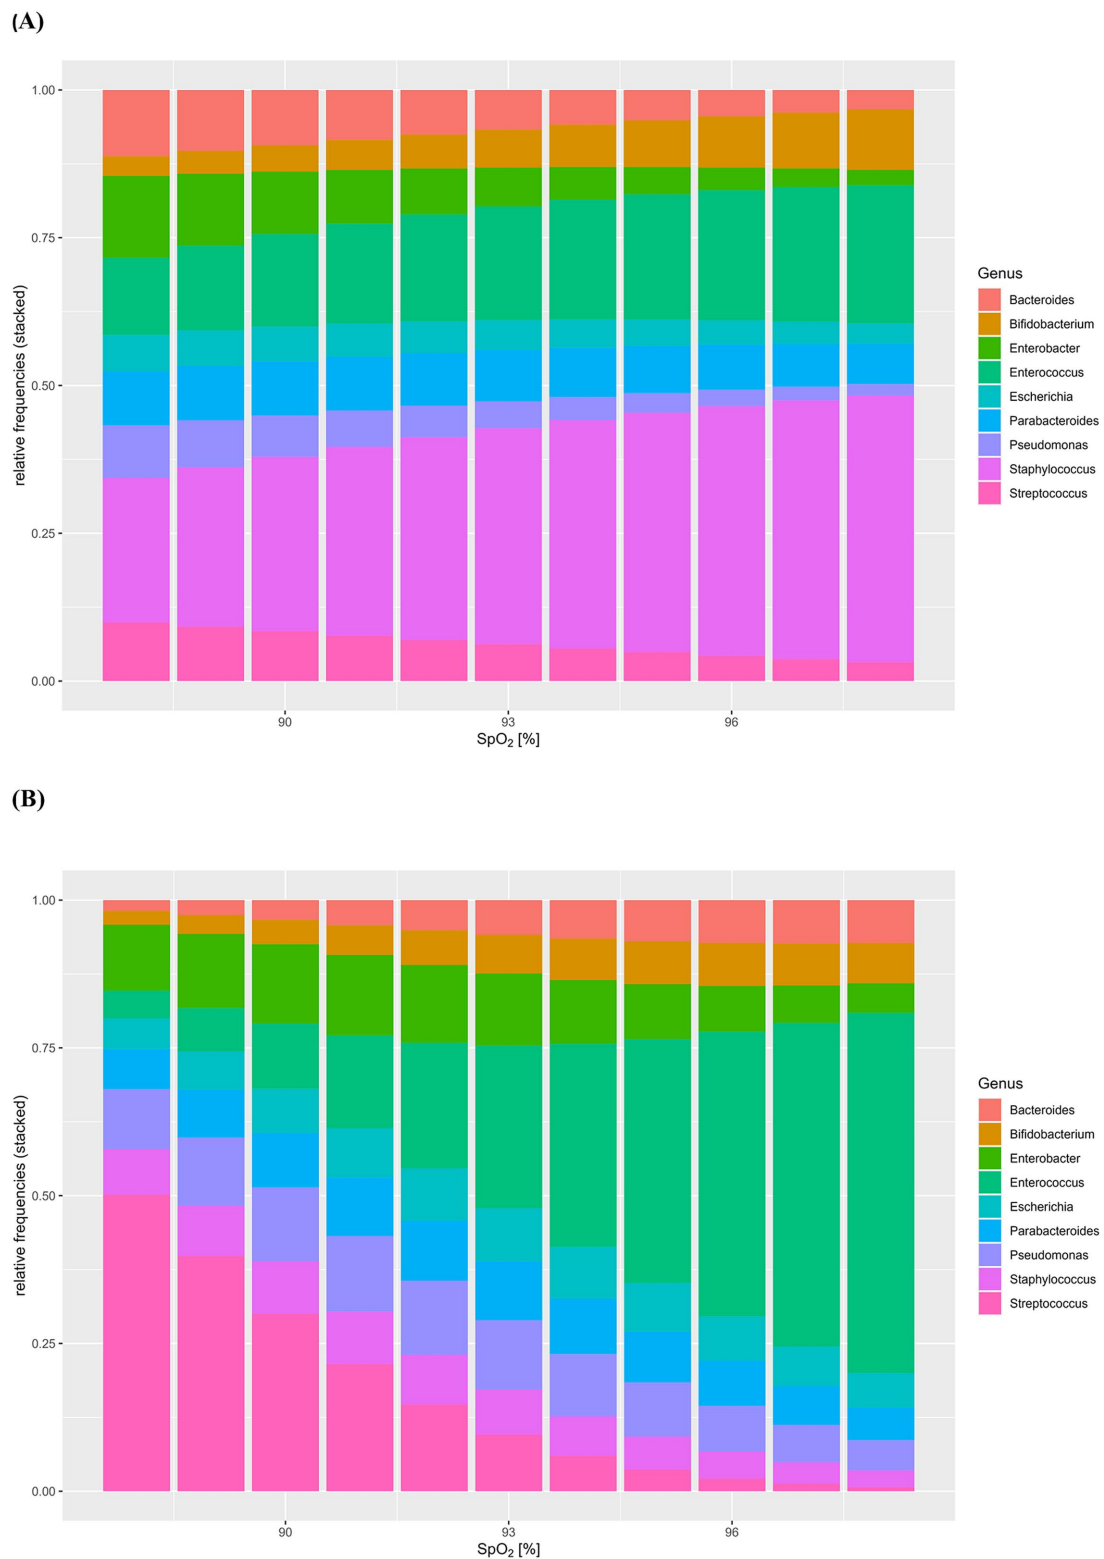 (A)
1.00
0.75
0.50
0.25
0.00
relative frequencies (stacked)
90
93
96
SpO₂ [%]
Genus
Bacteroides
Bifidobacterium
Enterobacter
Enterococcus
Escherichia
Parabacteroides
Pseudomonas
Staphylococcus
Streptococcus
(B)
1.00
0.75
0.50
0.25
0.00
relative frequencies (stacked)
90
93
96
SpO₂ [%]
Genus
Bacteroides
Bifidobacterium
Enterobacter
Enterococcus
Escherichia
Parabacteroides
Pseudomonas
Staphylococcus
Streptococcus